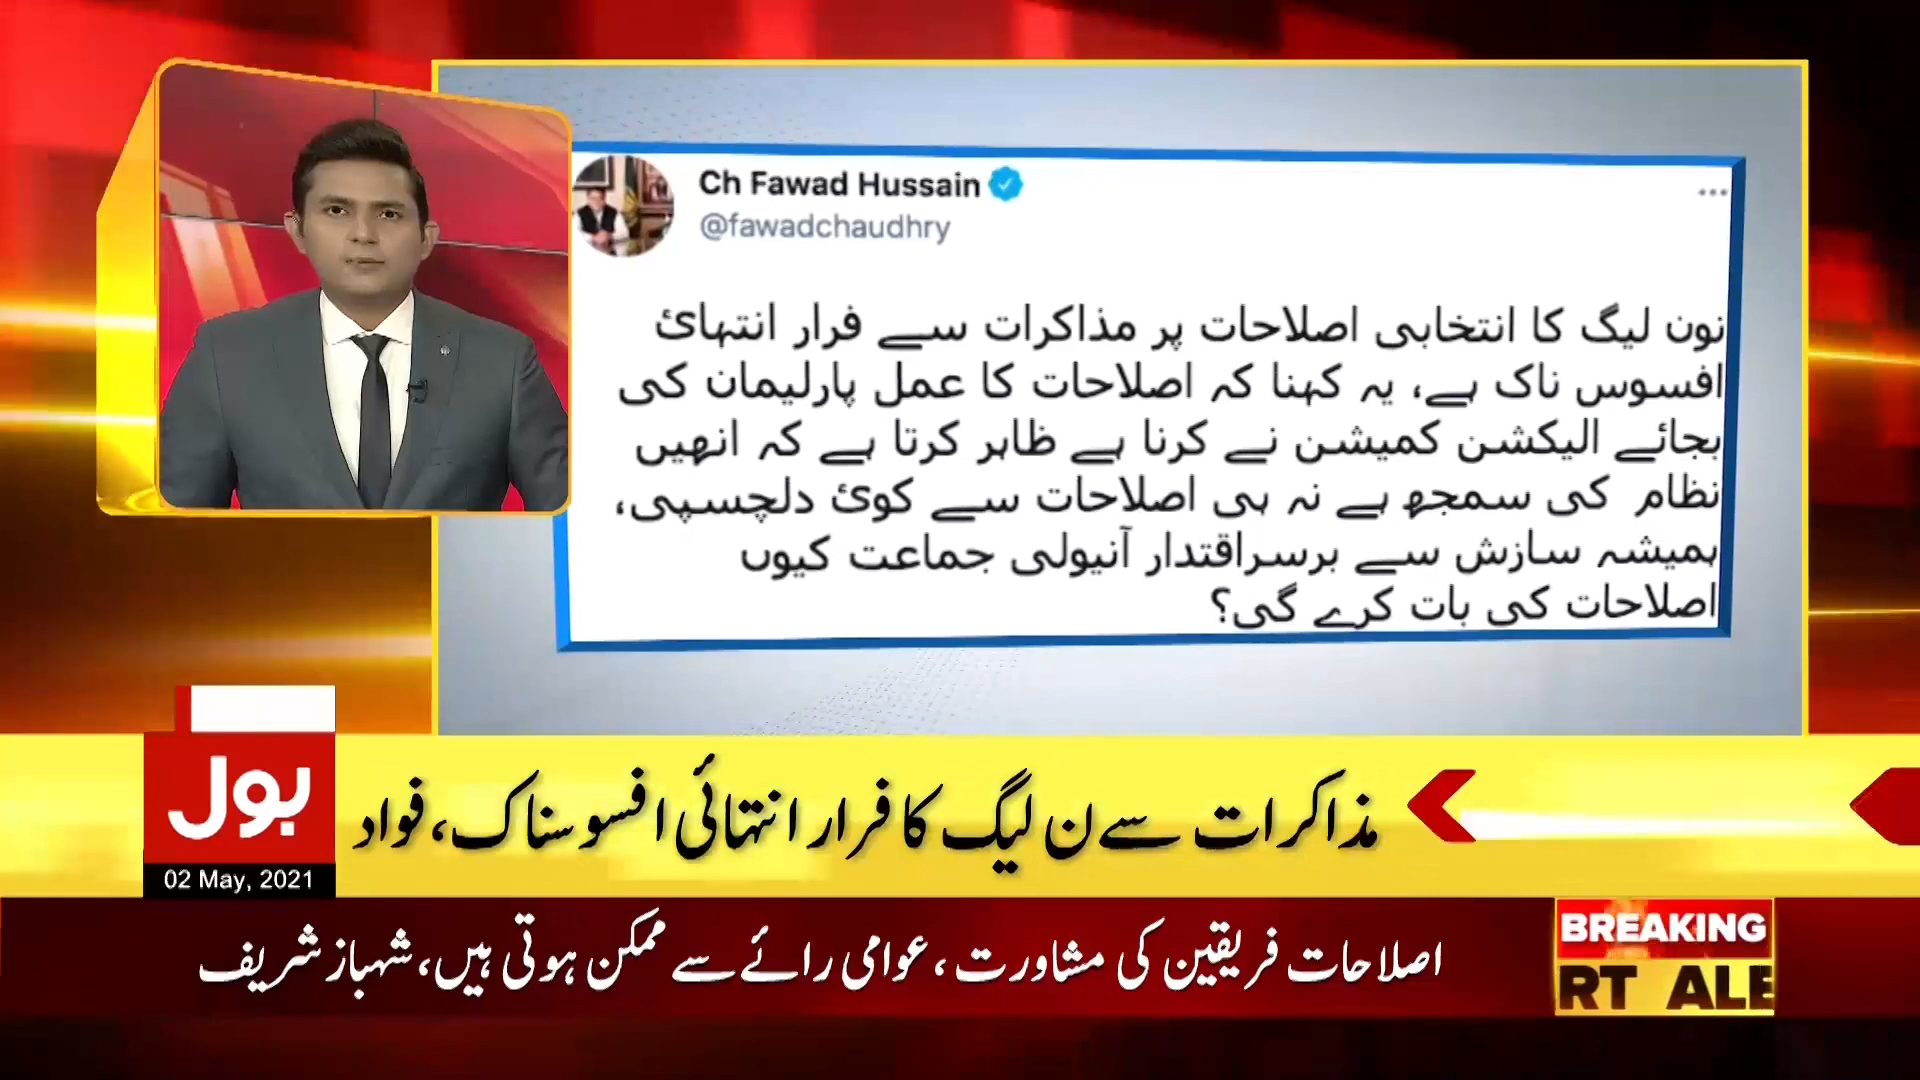 Ch Fawad Hussain
@fawadchaudhry
نون لیگ کا انتخابی اصلاحات پر مذاکرات سے فرار انتہائ
افسوس ناک ہے، یہ کہنا کہ اصلاحات کا عمل پارلیمان کی
بجائے الیکشن کمیشن نے کرنا ہے ظاہر کرتا ہے کہ انھیں
نظام کی سمجھ ہے نہ ہی اصلاحات سے کوئ دلچسپی،
ہمیشہ سازش سے برسراقتدار آنیولی جماعت کیوں
اصلاحات کی بات کرے گی؟
بول
02 May, 2021
مذاکرات سے ن لیگ کا فرار انتہائی افسوسناک، فواد
اصلاحات فریقین کی مشاورت، عوامی رائے سے ممکن ہوتی ہیں، شہباز شریف
BREAKING
RT ALE